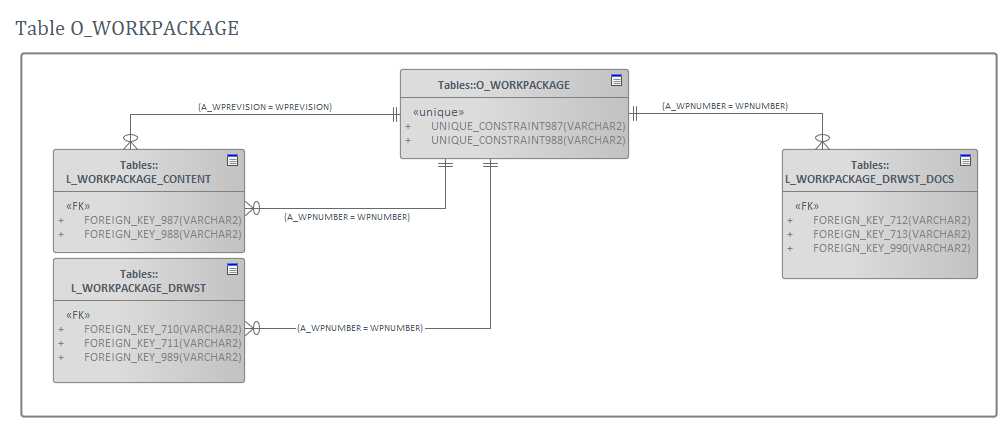 Table O_WORKPACKAGE
Tables::O_WORKPACKAGE
«unique»
+ UNIQUE_CONSTRAINT987(VARCHAR2)
+ UNIQUE_CONSTRAINT988(VARCHAR2)
(A_WPREVISION = WPREVISION)
(A_WPNUMBER = WPNUMBER)
Tables::
L_WORKPACKAGE_CONTENT
«FK»
+ FOREIGN_KEY_987(VARCHAR2)
+ FOREIGN_KEY_988(VARCHAR2)
(A_WPNUMBER = WPNUMBER)
Tables::
L_WORKPACKAGE_DRWST_DOCS
«FK»
+ FOREIGN_KEY_712(VARCHAR2)
+ FOREIGN_KEY_713(VARCHAR2)
+ FOREIGN_KEY_990(VARCHAR2)
Tables::
L_WORKPACKAGE_DRWST
«FK»
+ FOREIGN_KEY_710(VARCHAR2)
+ FOREIGN_KEY_711(VARCHAR2)
+ FOREIGN_KEY_989(VARCHAR2)
(A_WPNUMBER = WPNUMBER)